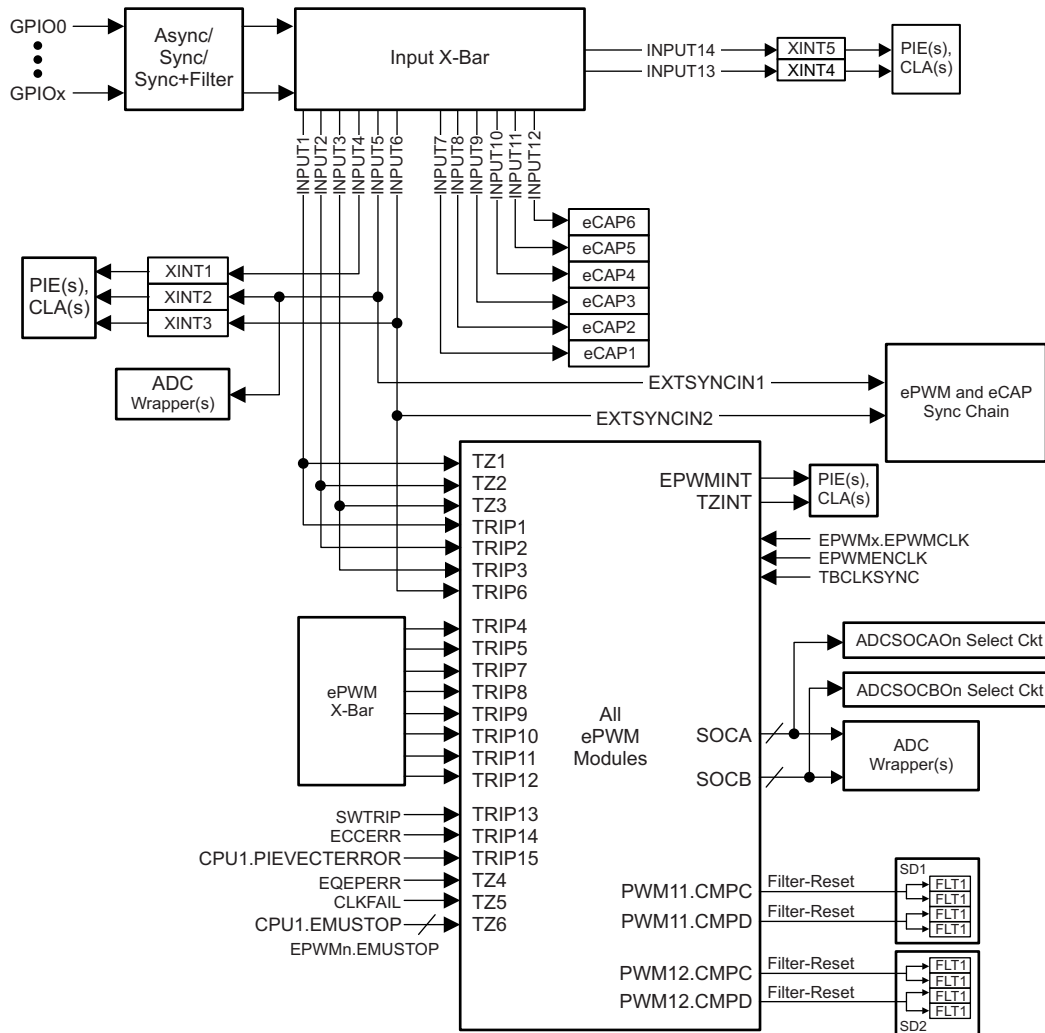 GPIO0
GPIOx
Async/
Sync/
Sync+Filter
Input X-Bar
INPUT14
INPUT13
XINT5
XINT4
PIE(s),
CLA(s)
INPUT1
INPUT2
INPUT3
INPUT4
INPUT5
INPUT6
INPUT7
INPUT8
INPUT9
INPUT10
INPUT11
INPUT12
eCAP6
eCAP5
eCAP4
eCAP3
eCAP2
eCAP1
PIE(s),
CLA(s)
XINT1
XINT2
XINT3
ADC
Wrapper(s)
EXTSYNCIN1
EXTSYNCIN2
ePWM and eCAP
Sync Chain
TZ1
TZ2
TZ3
TRIP1
TRIP2
TRIP3
TRIP6
EPWMINT
TZINT
PIE(s),
CLA(s)
EPWMx.EPWMCLK
EPWMENCLK
TBCLKSYNC
ePWM
X-Bar
TRIP4
TRIP5
TRIP7
TRIP8
TRIP9
TRIP10
TRIP11
TRIP12
All
ePWM
Modules
SOCA
SOCB
ADCSOCAOn Select Ckt
ADCSOCBOn Select Ckt
ADC
Wrapper(s)
SWTRIP
ECCERR
CPU1.PIEVECTERROR
EQEPERR
CLKFAIL
CPU1.EMUSTOP
EPWMn.EMUSTOP
TRIP13
TRIP14
TRIP15
TZ4
TZ5
TZ6
PWM11.CMPC
PWM11.CMPD
PWM12.CMPC
PWM12.CMPD
Filter-Reset
Filter-Reset
Filter-Reset
Filter-Reset
SD1
FLT1
FLT1
FLT1
FLT1
FLT1
FLT1
FLT1
FLT1
SD2